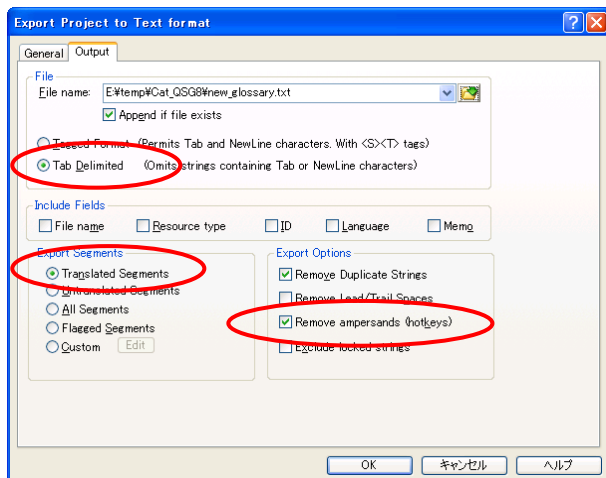 Export Project to Text format
General Output
File
File name: E:¥temp¥Cat_QSG8¥new_glossary.txt
Append if file exists
Tagged Format (Permits Tab and NewLine characters. With <S><T> tags)
Tab Delimited (Omits strings containing Tab or NewLine characters)
Include Fields
File name Resource type ID Language Memo
Export Segments Export Options
Translated Segments Remove Duplicate Strings
Untranslated Segments Remove Lead/Trail Spaces
All Segments Remove ampersands (hotkeys)
Flagged Segments Exclude locked strings
Custom Edit
OK キャンセル ヘルプ